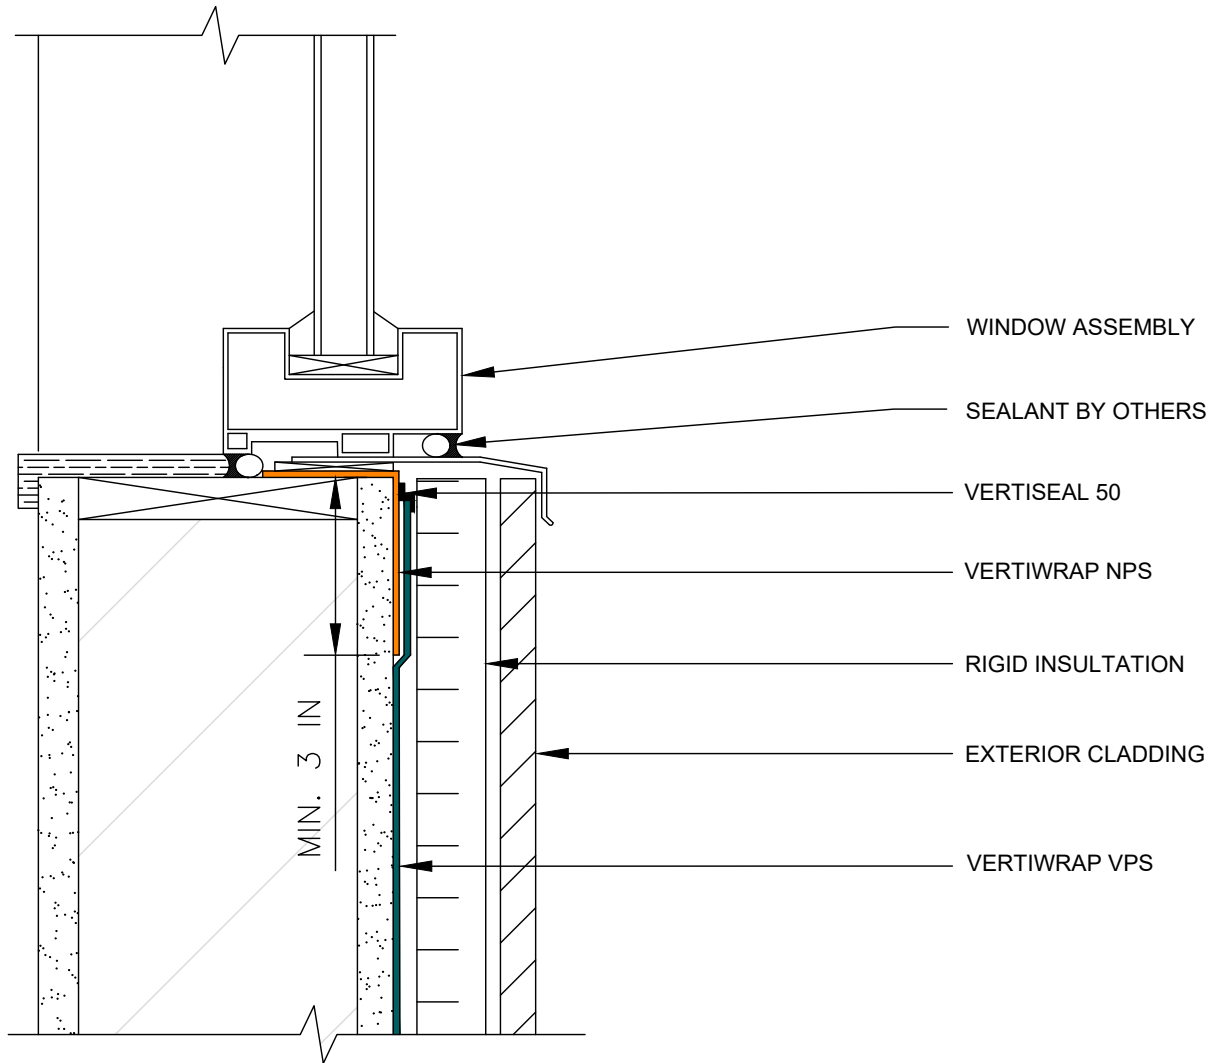 WINDOW ASSEMBLY
SEALANT BY OTHERS
VERTISEAL 50
VERTIWRAP NPS
RIGID INSULTATION
MIN. 3 IN
EXTERIOR CLADDING
VERTIWRAP VPS